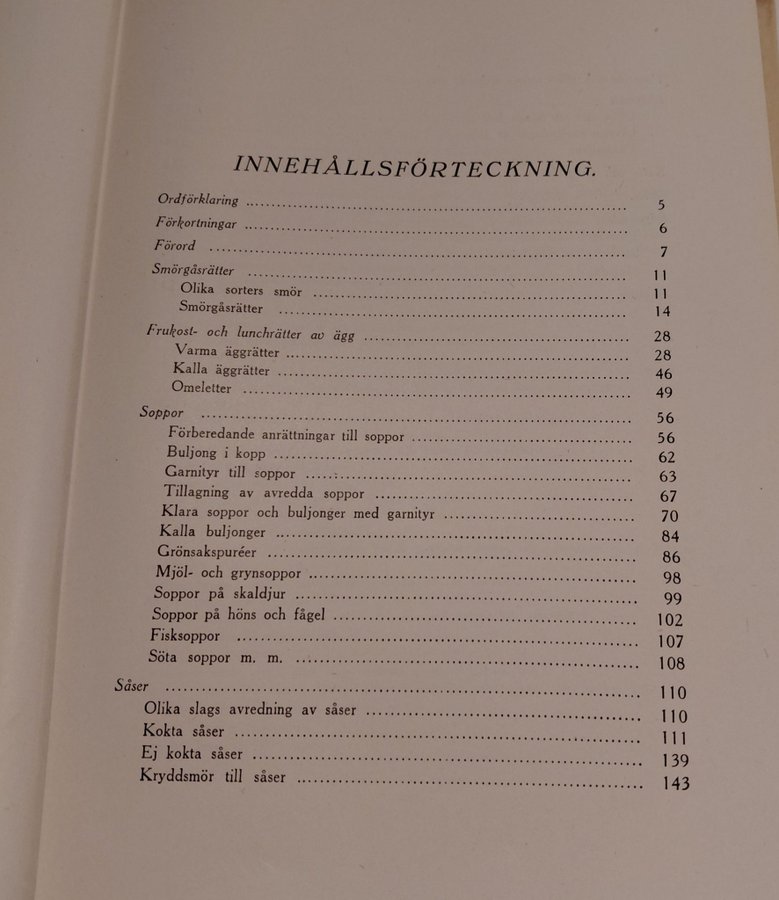 INNEHÅLLSFÖRTECKNING.
Ordförklaring ........ 5
Förkortningar ........ 6
Förord ........ 7
Smörgåsrätter ........ 11
Olika sorters smör ........ 11
Smörgåsrätter ........ 14
Frukost- och lunchrätter av ägg ........ 28
Varma äggrätter ........ 28
Kalla äggrätter ........ 46
Omeletter ........ 49
Soppor ........ 56
Förberedande anrättningar till soppor ........ 56
Buljong i kopp ........ 62
Garnityr till soppor ........ 63
Tillagning av avredda soppor ........ 67
Klara soppor och buljonger med garnityr ........ 70
Kalla buljonger ........ 84
Grönsakspuréer ........ 86
Mjöl- och grynsoppor ........ 98
Soppor på skaldjur ........ 99
Soppor på höns och fågel ........ 102
Fisksoppor ........ 107
Söta soppor m. m. ........ 108
Såser ........ 110
Olika slags avredning av såser ........ 110
Kokta såser ........ 111
Ej kokta såser ........ 139
Kryddsmör till såser ........ 143